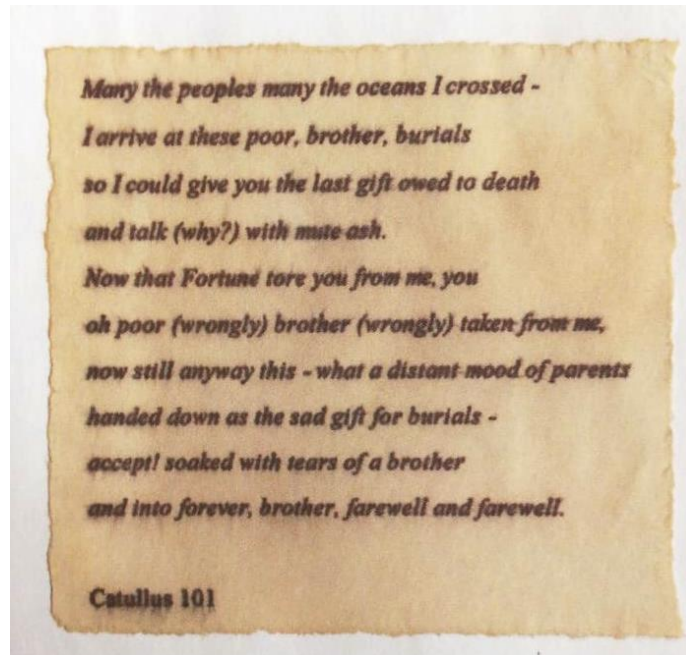 Many the peoples many the oceans I crossed -
I arrive at these poor, brother, burials
so I could give you the last gift owed to death
and talk (why?) with mute ash.
Now that Fortune tore you from me, you
oh poor (wrongly) brother (wrongly) taken from me,
now still anyway this - what a distant mood of parents
handed down as the sad gift for burials -
accept! soaked with tears of a brother
and into forever, brother, farewell and farewell.
Catullus 101